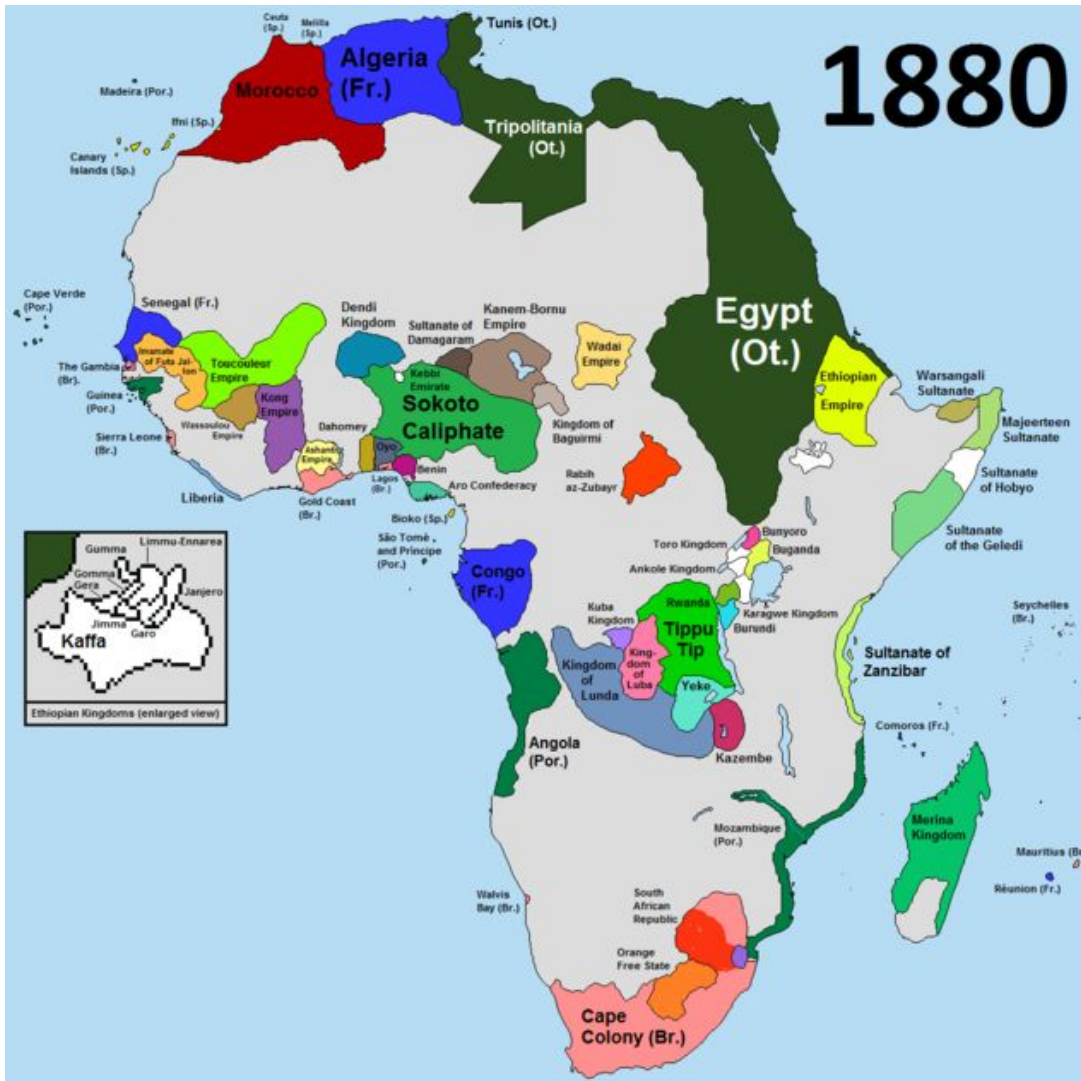 1880
Ceuta
(Sp.)
Melilla
(Sp.)
Tunis (Ot.)
Algeria
(Fr.)
Morocco
Madeira (Por.)
Ifni (Sp.)
Canary
Islands (Sp.)
Tripolitania
(Ot.)
Egypt
(Ot.)
Cape Verde
(Por.)
Senegal (Fr.)
Dendi
Kingdom
Sultanate of
Damagaram
Kanem-Bornu
Empire
Wadai
Empire
Imamate
of Futa Jal-
lon
Toucouleur
Empire
The Gambia
(Br).
Guinea
(Por.)
Kebbi
Emirate
Sokoto
Caliphate
Kong
Empire
Wassoulou
Empire
Dahomey
Kingdom of
Baguirmi
Ethiopian
Empire
Warsangali
Sultanate
Majeerteen
Sultanate
Sierra Leone
(Br.)
Ashanti
Empire
Oyo
Benin
Lagos
(Br.)
Aro Confederacy
Rabih
az-Zubayr
Sultanate
of Hobyo
Liberia
Gold Coast
(Br.)
Bioko (Sp.)
São Tomé
and Príncipe
(Por.)
Sultanate
of the Geledi
Bunyoro
Toro Kingdom
Buganda
Ankole Kingdom
Limmu-Ennarea
Gumma
Gomma
Gera
Janjero
Jimma
Garo
Kaffa
Ethiopian Kingdoms (enlarged view)
Congo
(Fr.)
Rwanda
Karagwe Kingdom
Kuba
Kingdom
Tippu
Tip
Burundi
Seychelles
(Br.)
King-
dom
of
Luba
Kingdom
of
Lunda
Yeke
Sultanate of
Zanzibar
Comoros (Fr.)
Angola
(Por.)
Kazembe
Mozambique
(Por.)
Merina
Kingdom
Mauritius (Br
Réunion (Fr.)
Walvis
Bay (Br.)
South
African
Republic
Orange
Free State
Cape
Colony (Br.)